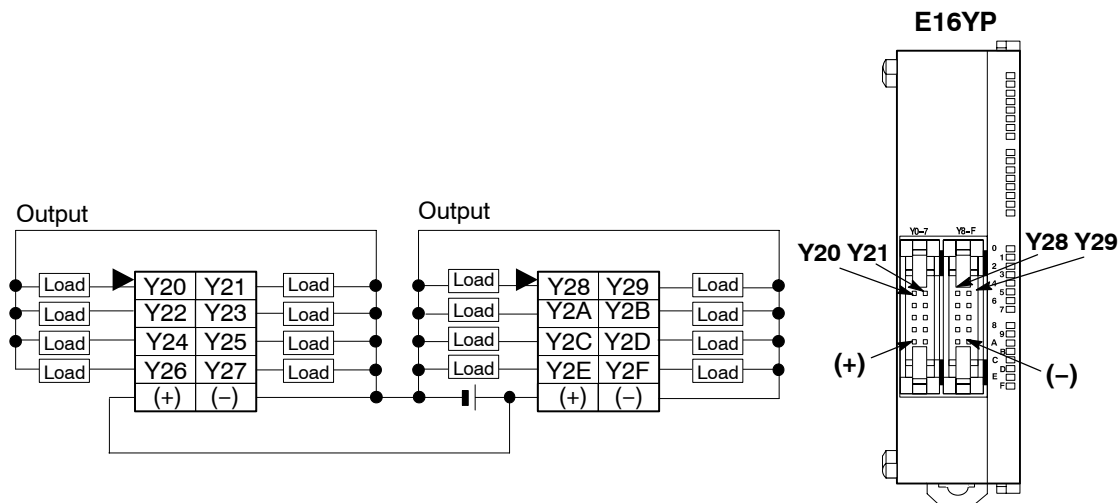 E16YP
Output
Output
Load Y20 Y21 Load
Load Y22 Y23 Load
Load Y24 Y25 Load
Load Y26 Y27 Load
(+) (−)
Load Y28 Y29 Load
Load Y2A Y2B Load
Load Y2C Y2D Load
Load Y2E Y2F Load
(+) (−)
Y0-7 Y8-F
Y20 Y21
Y28 Y29
(+)
(−)
0
1
2
3
4
5
6
7
8
9
A
B
C
D
E
F